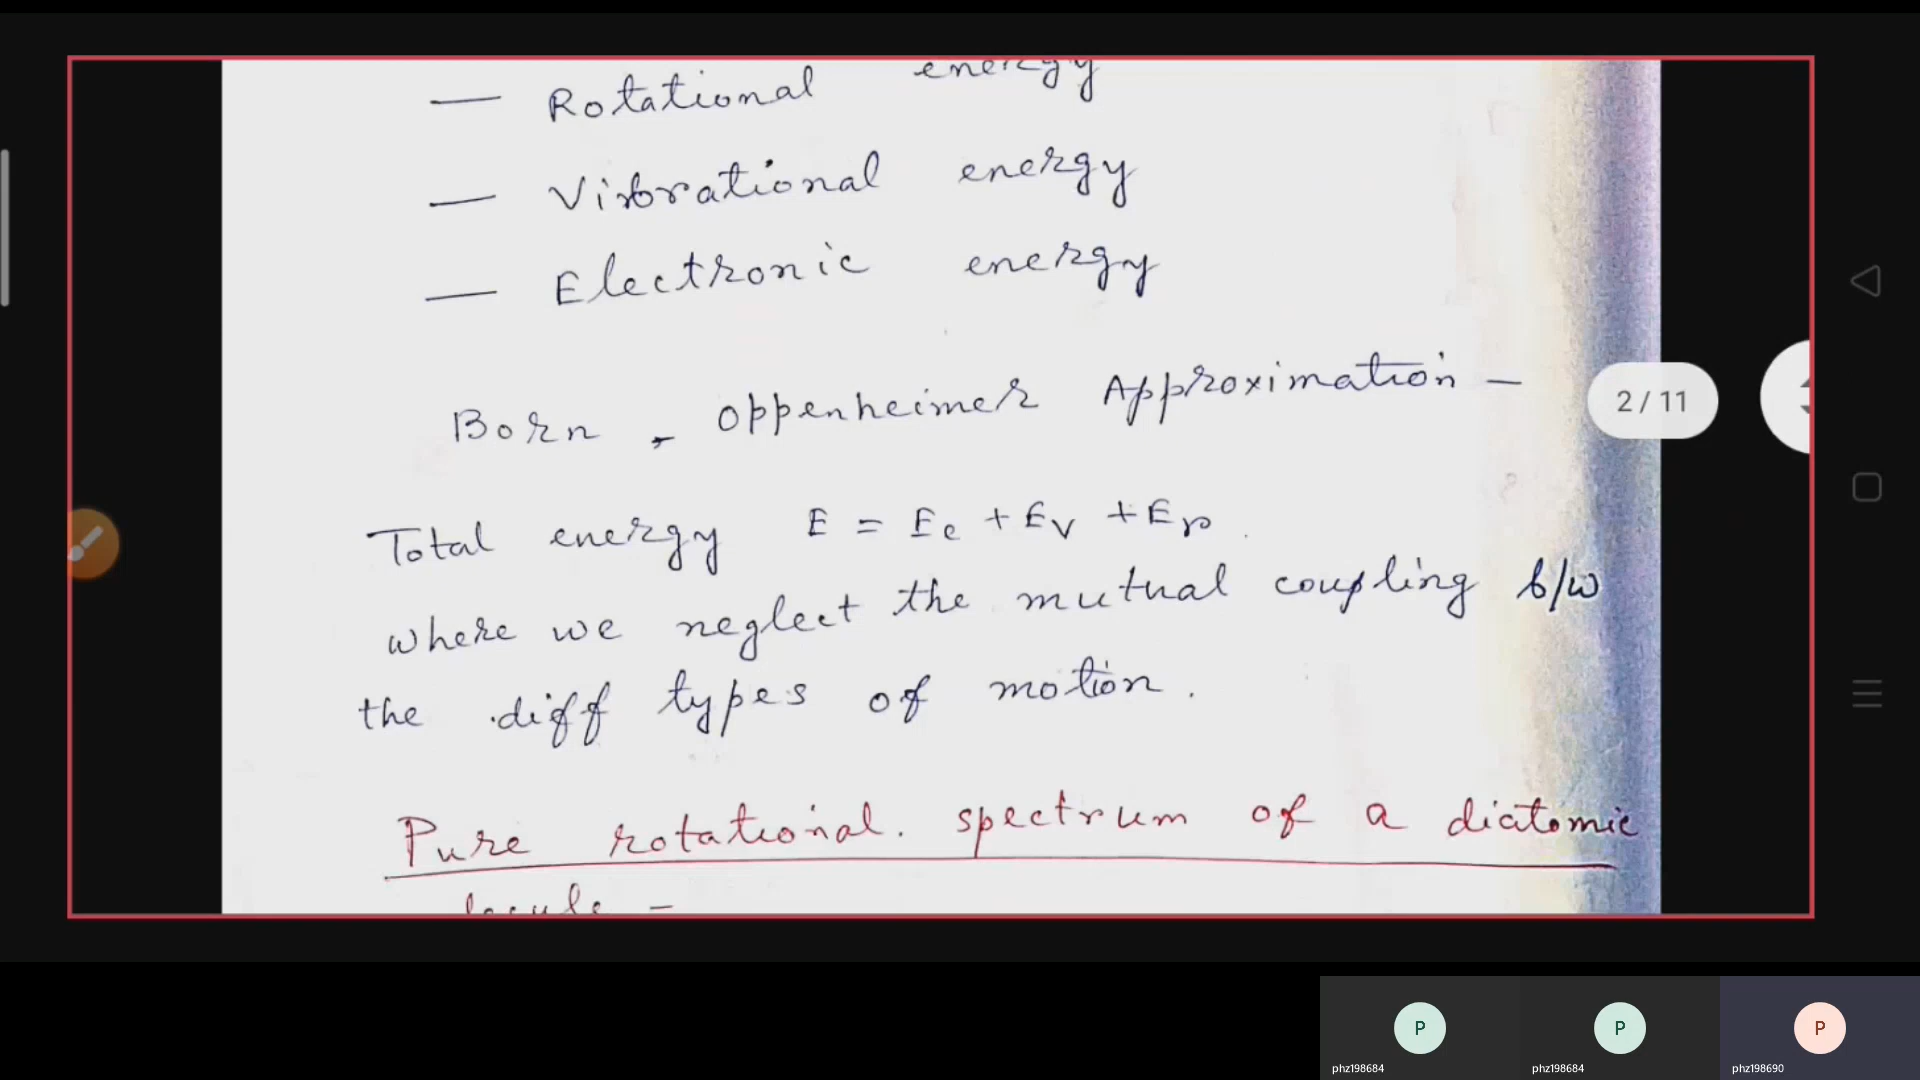 — Rotational energy
— Vibrational energy
— Electronic energy
Born - Oppenheimer Approximation —
2 / 11
Total energy E = Ee + Ev + Er
where we neglect the mutual coupling b/w
the diff types of motion.
Pure rotational spectrum of a diatomic
lecule —
P P P
phz198684 phz198684 phz198690